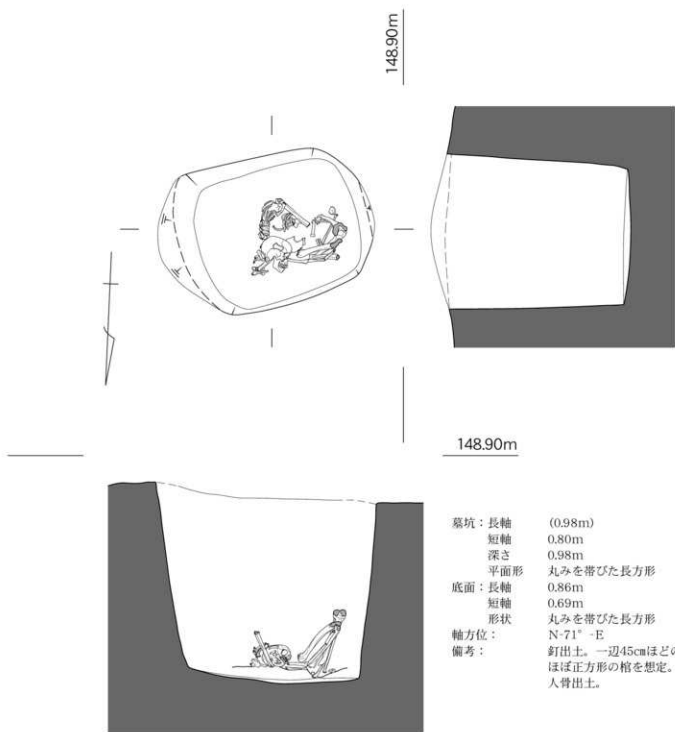 148.90m
148.90m
墓坑：長軸 (0.98m)
短軸 0.80m
深さ 0.98m
平面形 丸みを帯びた長方形
底面：長軸 0.86m
短軸 0.69m
形状 丸みを帯びた長方形
軸方位： N-71°-E
備考： 釘出土。一辺45㎝ほどの
ほぼ正方形の棺を想定。
人骨出土。